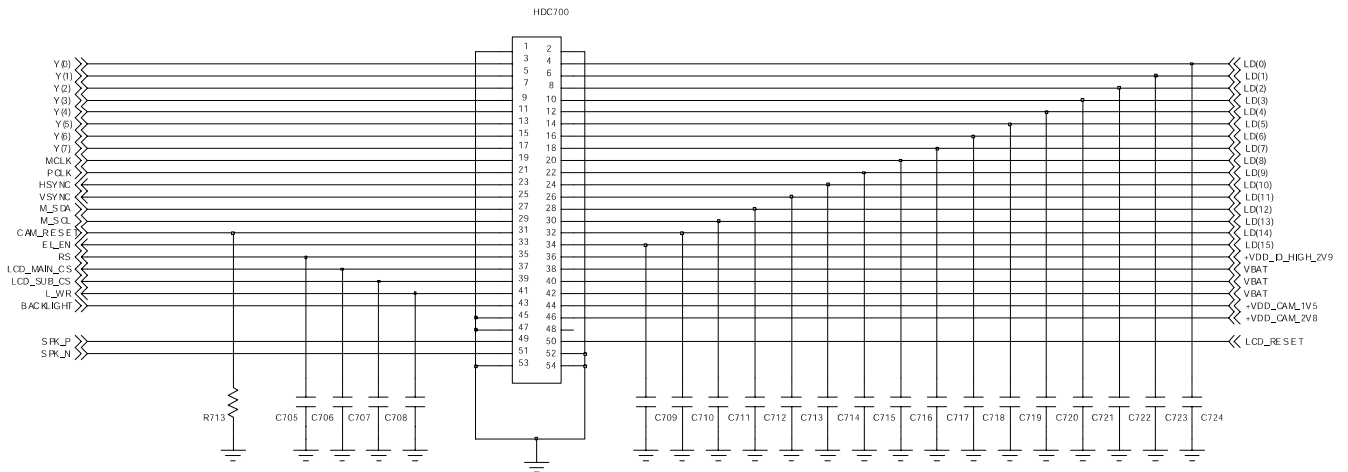 HDC700
Y(0) 1 2 LD(0)
Y(1) 3 4 LD(1)
Y(2) 5 6 LD(2)
Y(3) 7 8 LD(3)
Y(4) 9 10 LD(4)
Y(5) 11 12 LD(5)
Y(6) 13 14 LD(6)
Y(7) 15 16 LD(7)
MCLK 17 18 LD(8)
PCLK 19 20 LD(9)
HSYNC 21 22 LD(10)
VSYNC 23 24 LD(11)
M_SDA 25 26 LD(12)
M_SCL 27 28 LD(13)
CAM_RESET 29 30 LD(14)
EL_EN 31 32 LD(15)
RS 33 34 +VDD_IO_HIGH_2V9
LCD_MAIN_CS 35 36 VBAT
LCD_SUB_CS 37 38 VBAT
L_WR 39 40 VBAT
BACKLIGHT 41 42 +VDD_CAM_1V5
43 44 +VDD_CAM_2V8
45 46
47 48
SPK_P 49 50 LCD_RESET
SPK_N 51 52
53 54
R713 C705 C706 C707 C708 C709 C710 C711 C712 C713 C714 C715 C716 C717 C718 C719 C720 C721 C722 C723 C724